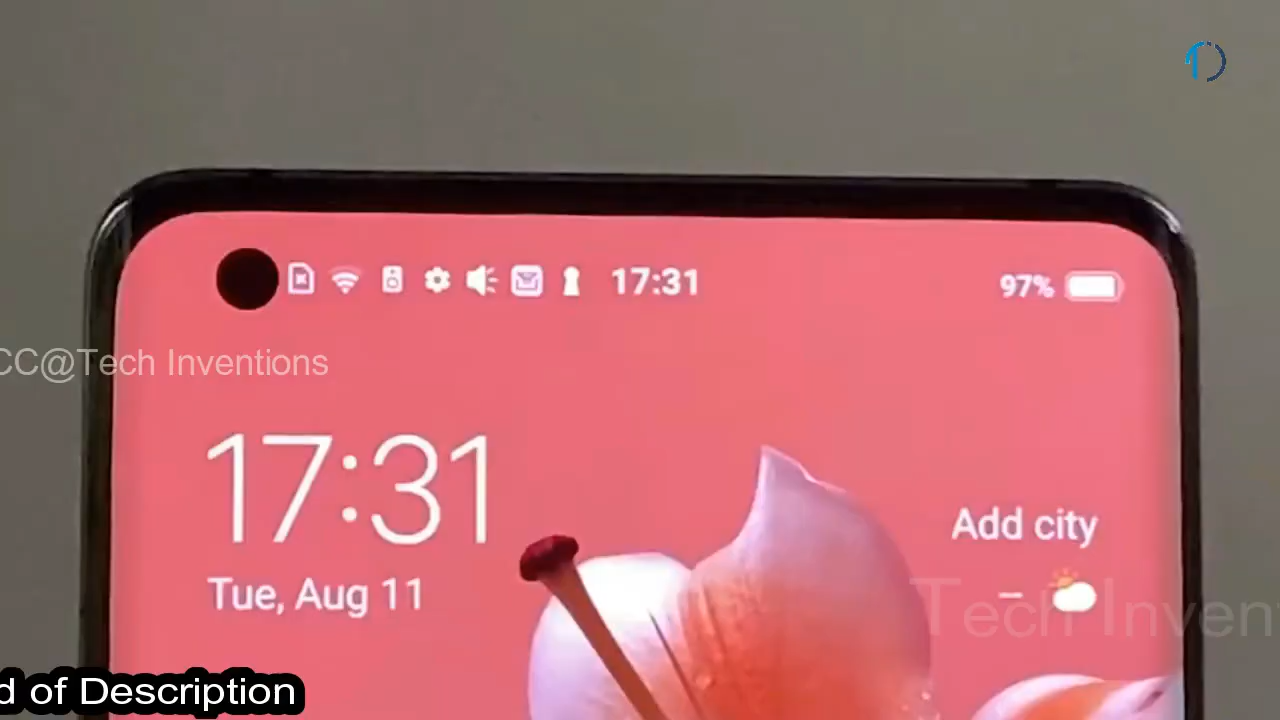 17:31
97%
CC@Tech Inventions
17:31
Add city
Tue, Aug 11
Tech Inven
d of Description